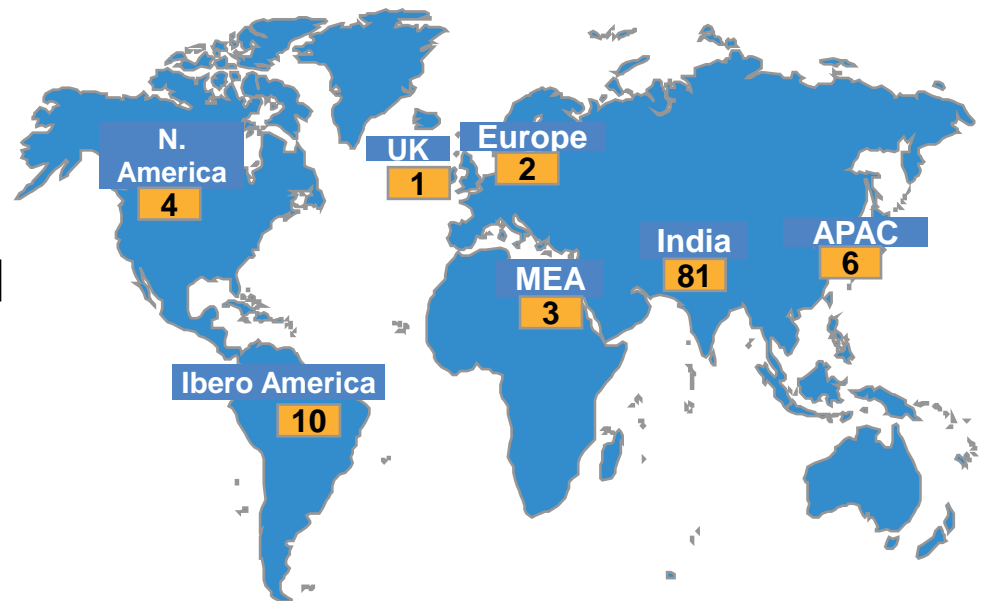 N.
America
4
UK
1
Europe
2
India
81
APAC
6
MEA
3
Ibero America
10